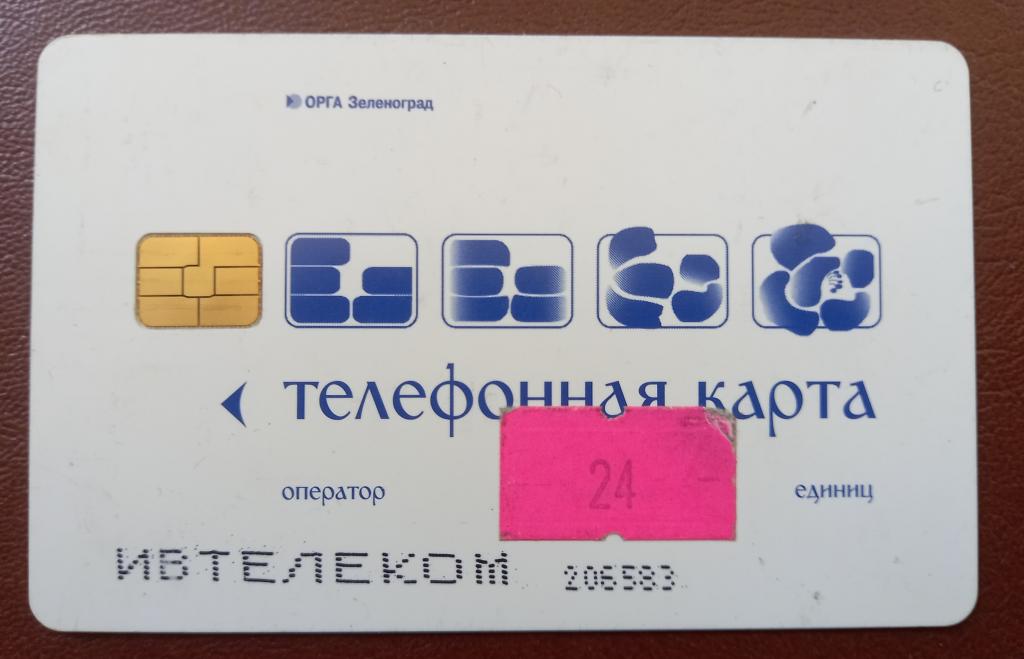 ОРГА Зеленоград
телефонная карта
24
оператор единиц
ИВТЕЛЕКОМ 206583